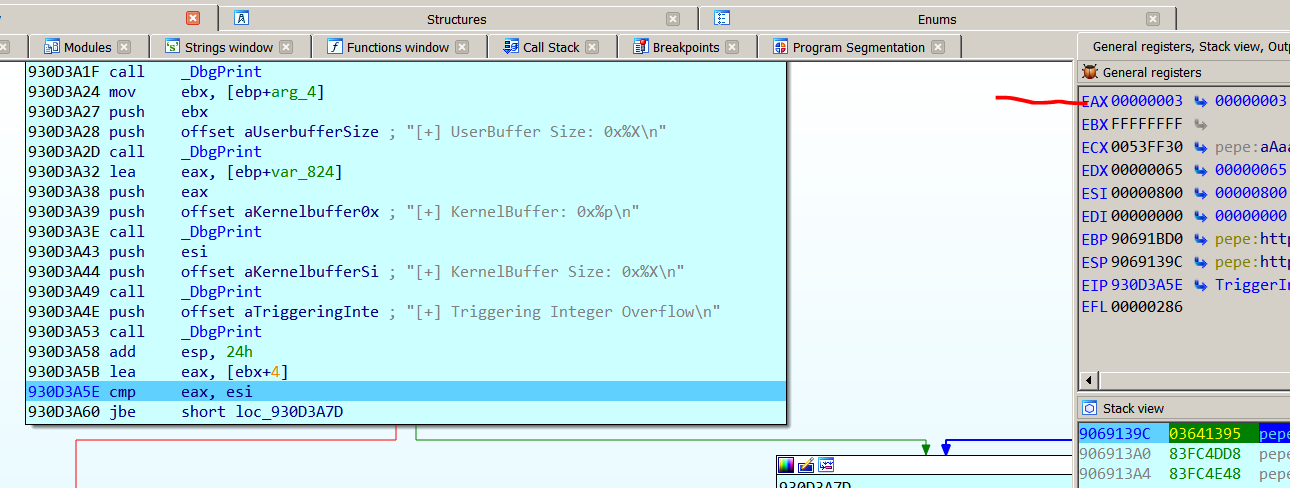 Structures
Enums
Modules
Strings window
Functions window
Call Stack
Breakpoints
Program Segmentation
General registers, Stack view, Outp
930D3A1F call _DbgPrint
930D3A24 mov ebx, [ebp+arg_4]
930D3A27 push ebx
930D3A28 push offset aUserbufferSize ; "[+] UserBuffer Size: 0x%X\n"
930D3A2D call _DbgPrint
930D3A32 lea eax, [ebp+var_824]
930D3A38 push eax
930D3A39 push offset aKernelbuffer0x ; "[+] KernelBuffer: 0x%p\n"
930D3A3E call _DbgPrint
930D3A43 push esi
930D3A44 push offset aKernelbufferSi ; "[+] KernelBuffer Size: 0x%X\n"
930D3A49 call _DbgPrint
930D3A4E push offset aTriggeringInte ; "[+] Triggering Integer Overflow\n"
930D3A53 call _DbgPrint
930D3A58 add esp, 24h
930D3A5B lea eax, [ebx+4]
930D3A5E cmp eax, esi
930D3A60 jbe short loc_930D3A7D
930D3A7D
General registers
EAX 00000003 00000003
EBX FFFFFFFF
ECX 0053FF30 pepe:aAaa
EDX 00000065 00000065
ESI 00000800 00000800
EDI 00000000 00000000
EBP 90691BD0 pepe:http
ESP 9069139C pepe:http
EIP 930D3A5E TriggerIn
EFL 00000286
Stack view
9069139C 03641395 pepe
906913A0 83FC4DD8 pepe
906913A4 83FC4E48 pepe